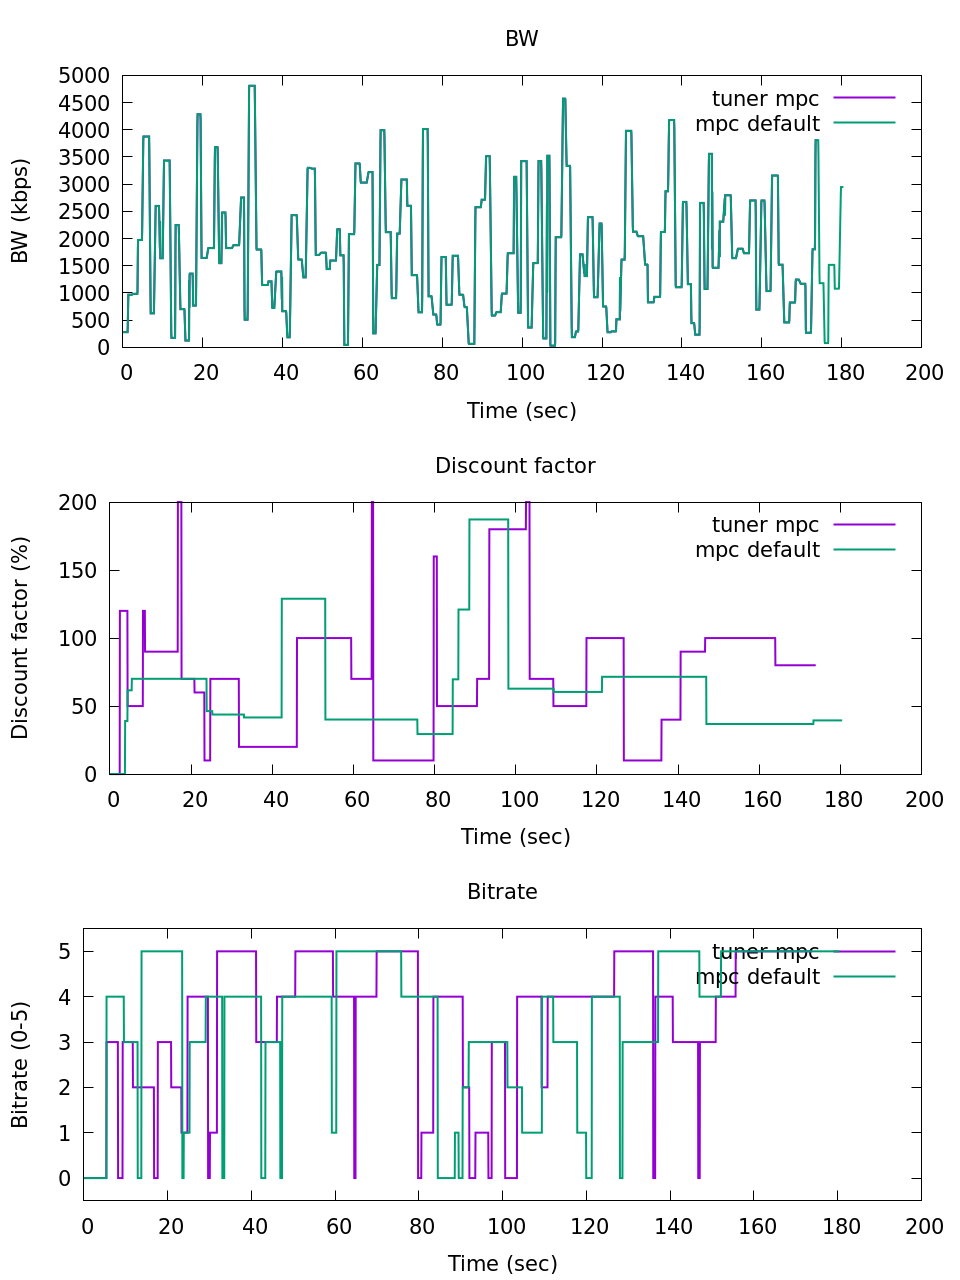 BW
5000
4500
4000
3500
3000
2500
2000
1500
1000
500
0
BW (kbps)
tuner mpc
mpc default
0 20 40 60 80 100 120 140 160 180 200
Time (sec)
Discount factor
200
150
100
50
0
Discount factor (%)
tuner mpc
mpc default
0 20 40 60 80 100 120 140 160 180 200
Time (sec)
Bitrate
5
4
3
2
1
0
Bitrate (0-5)
tuner mpc
mpc default
0 20 40 60 80 100 120 140 160 180 200
Time (sec)